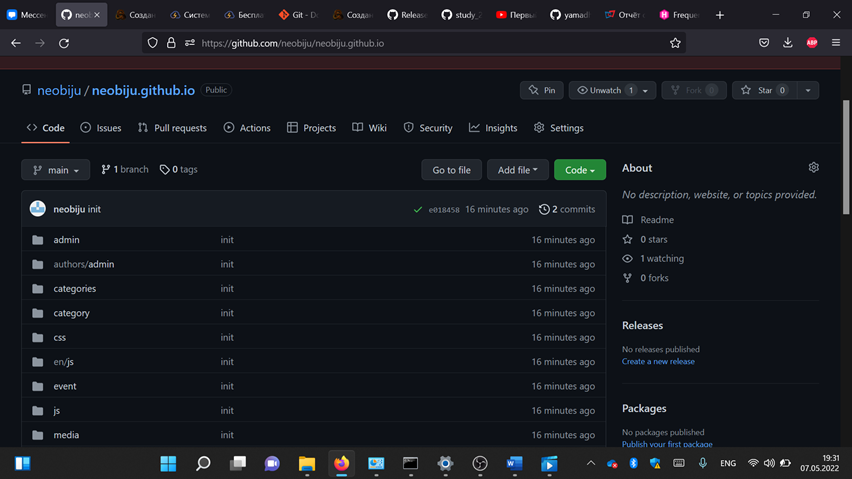 Мессе
neob
Создан
Систем
Беспла
Git - Do
Создан
Release
study_2
Первы
yamad
Отчёт
Freque
https://github.com/neobiju/neobiju.github.io
ABP
neobiju / neobiju.github.io Public
Pin
Unwatch 1
Fork 0
Star 0
Code
Issues
Pull requests
Actions
Projects
Wiki
Security
Insights
Settings
main
1 branch
0 tags
Go to file
Add file
Code
neobiju init
e018458 16 minutes ago
2 commits
admin init 16 minutes ago
authors/admin init 16 minutes ago
categories init 16 minutes ago
category init 16 minutes ago
css init 16 minutes ago
en/js init 16 minutes ago
event init 16 minutes ago
js init 16 minutes ago
media init 16 minutes ago
About
No description, website, or topics provided.
Readme
0 stars
1 watching
0 forks
Releases
No releases published
Create a new release
Packages
No packages published
Publish your first package
ENG
19:31
07.05.2022